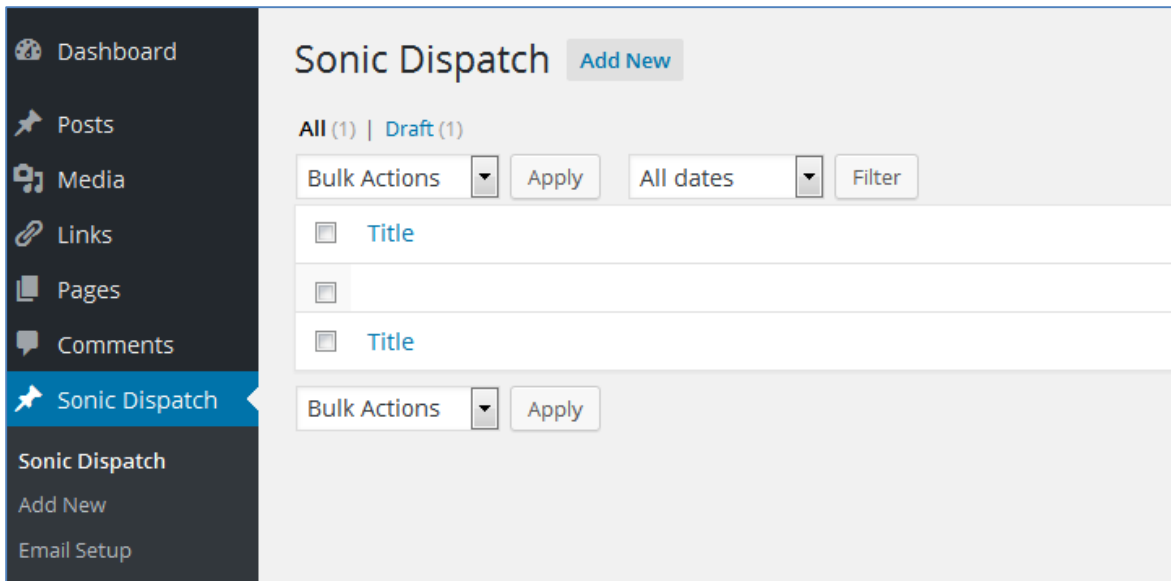 Dashboard
Posts
Media
Links
Pages
Comments
Sonic Dispatch
Sonic Dispatch
Add New
Email Setup
Sonic Dispatch Add New
All (1) | Draft (1)
Bulk Actions Apply All dates Filter
Title
Title
Bulk Actions Apply